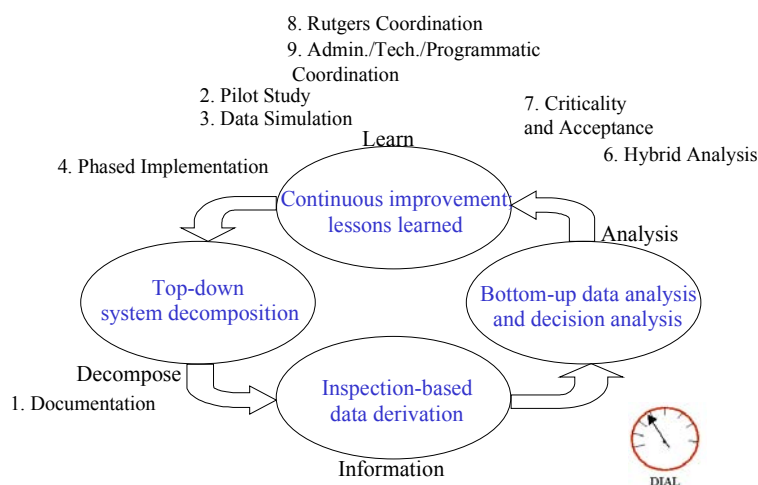 8. Rutgers Coordination
9. Admin./Tech./Programmatic
Coordination
2. Pilot Study
3. Data Simulation
7. Criticality
and Acceptance
Learn
6. Hybrid Analysis
4. Phased Implementation
Continuous improvement:
lessons learned
Analysis
Top-down
system decomposition
Bottom-up data analysis
and decision analysis
Decompose
1. Documentation
Inspection-based
data derivation
Information
DIAL